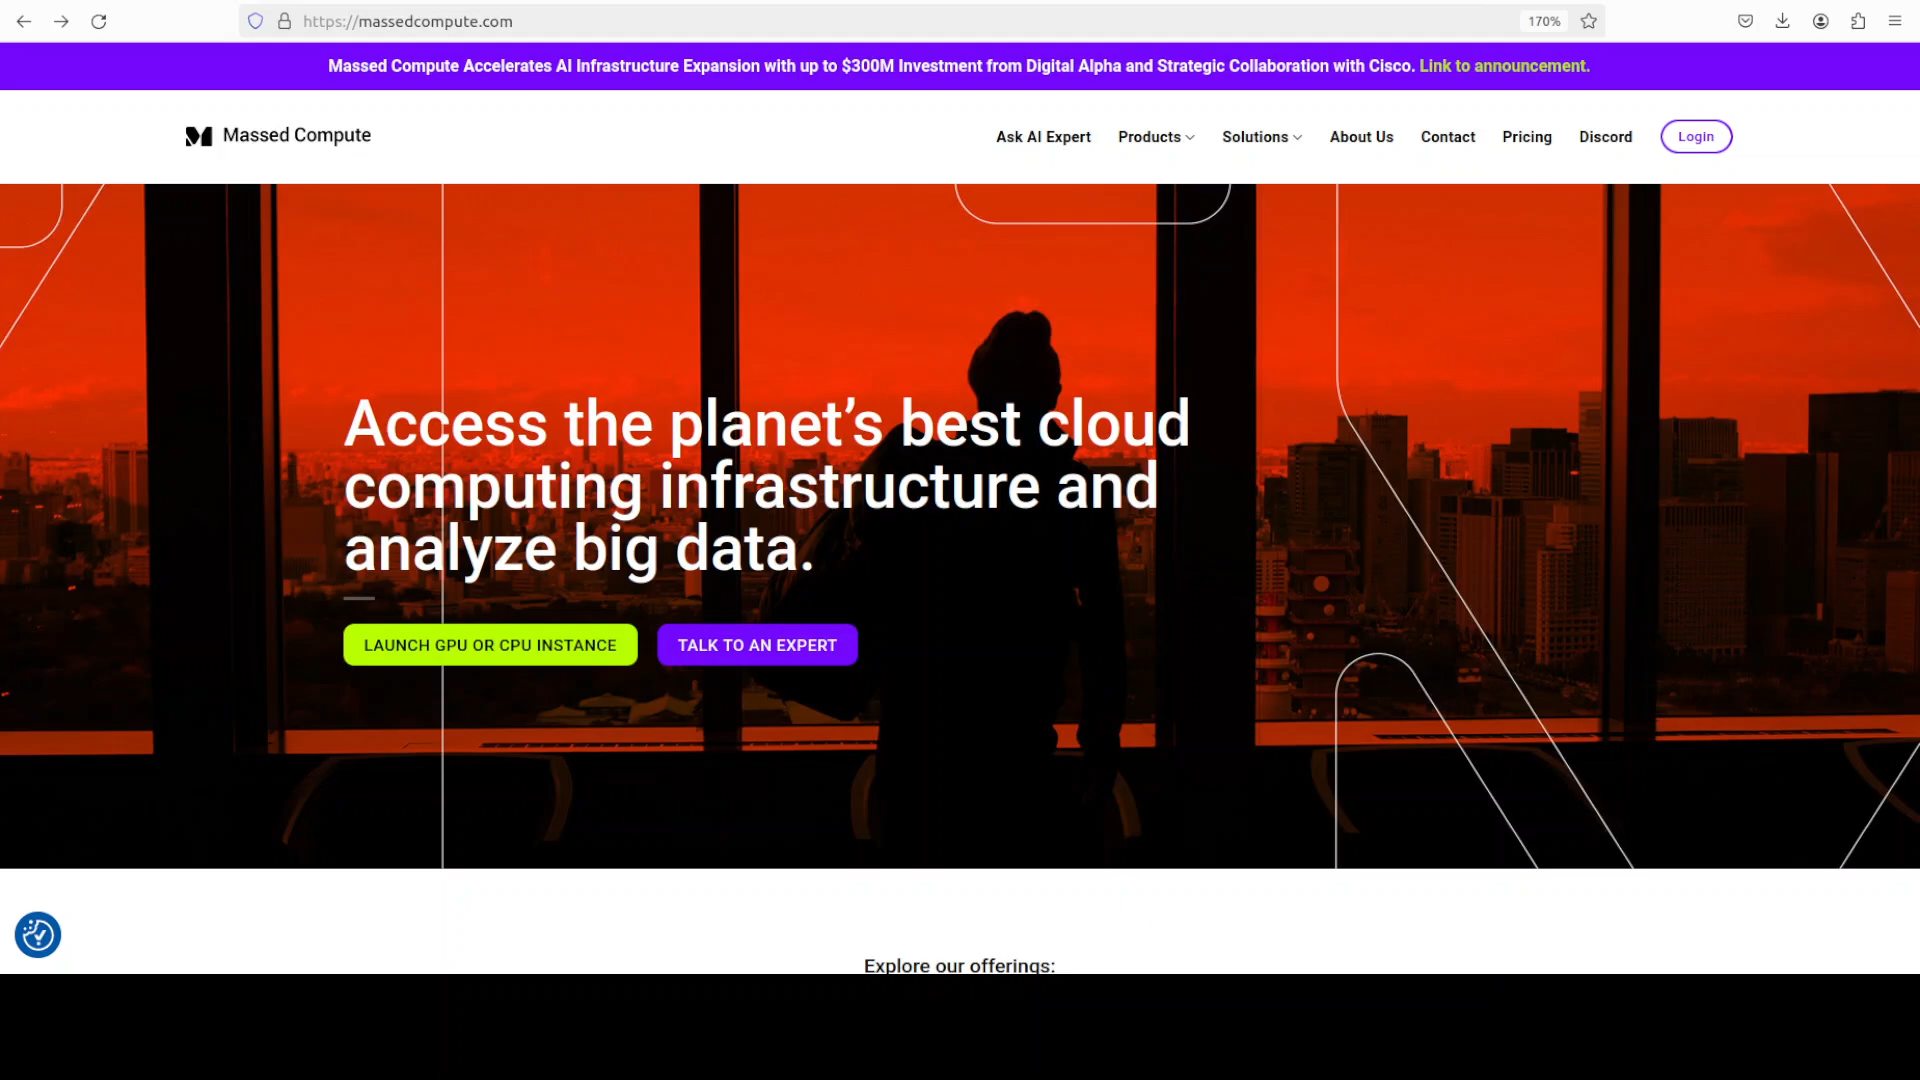 https://massedcompute.com
170%
Massed Compute Accelerates AI Infrastructure Expansion with up to $300M Investment from Digital Alpha and Strategic Collaboration with Cisco. Link to announcement.
Massed Compute
Ask AI Expert
Products
Solutions
About Us
Contact
Pricing
Discord
Login
Access the planet’s best cloud
computing infrastructure and
analyze big data.
LAUNCH GPU OR CPU INSTANCE
TALK TO AN EXPERT
Explore our offerings: